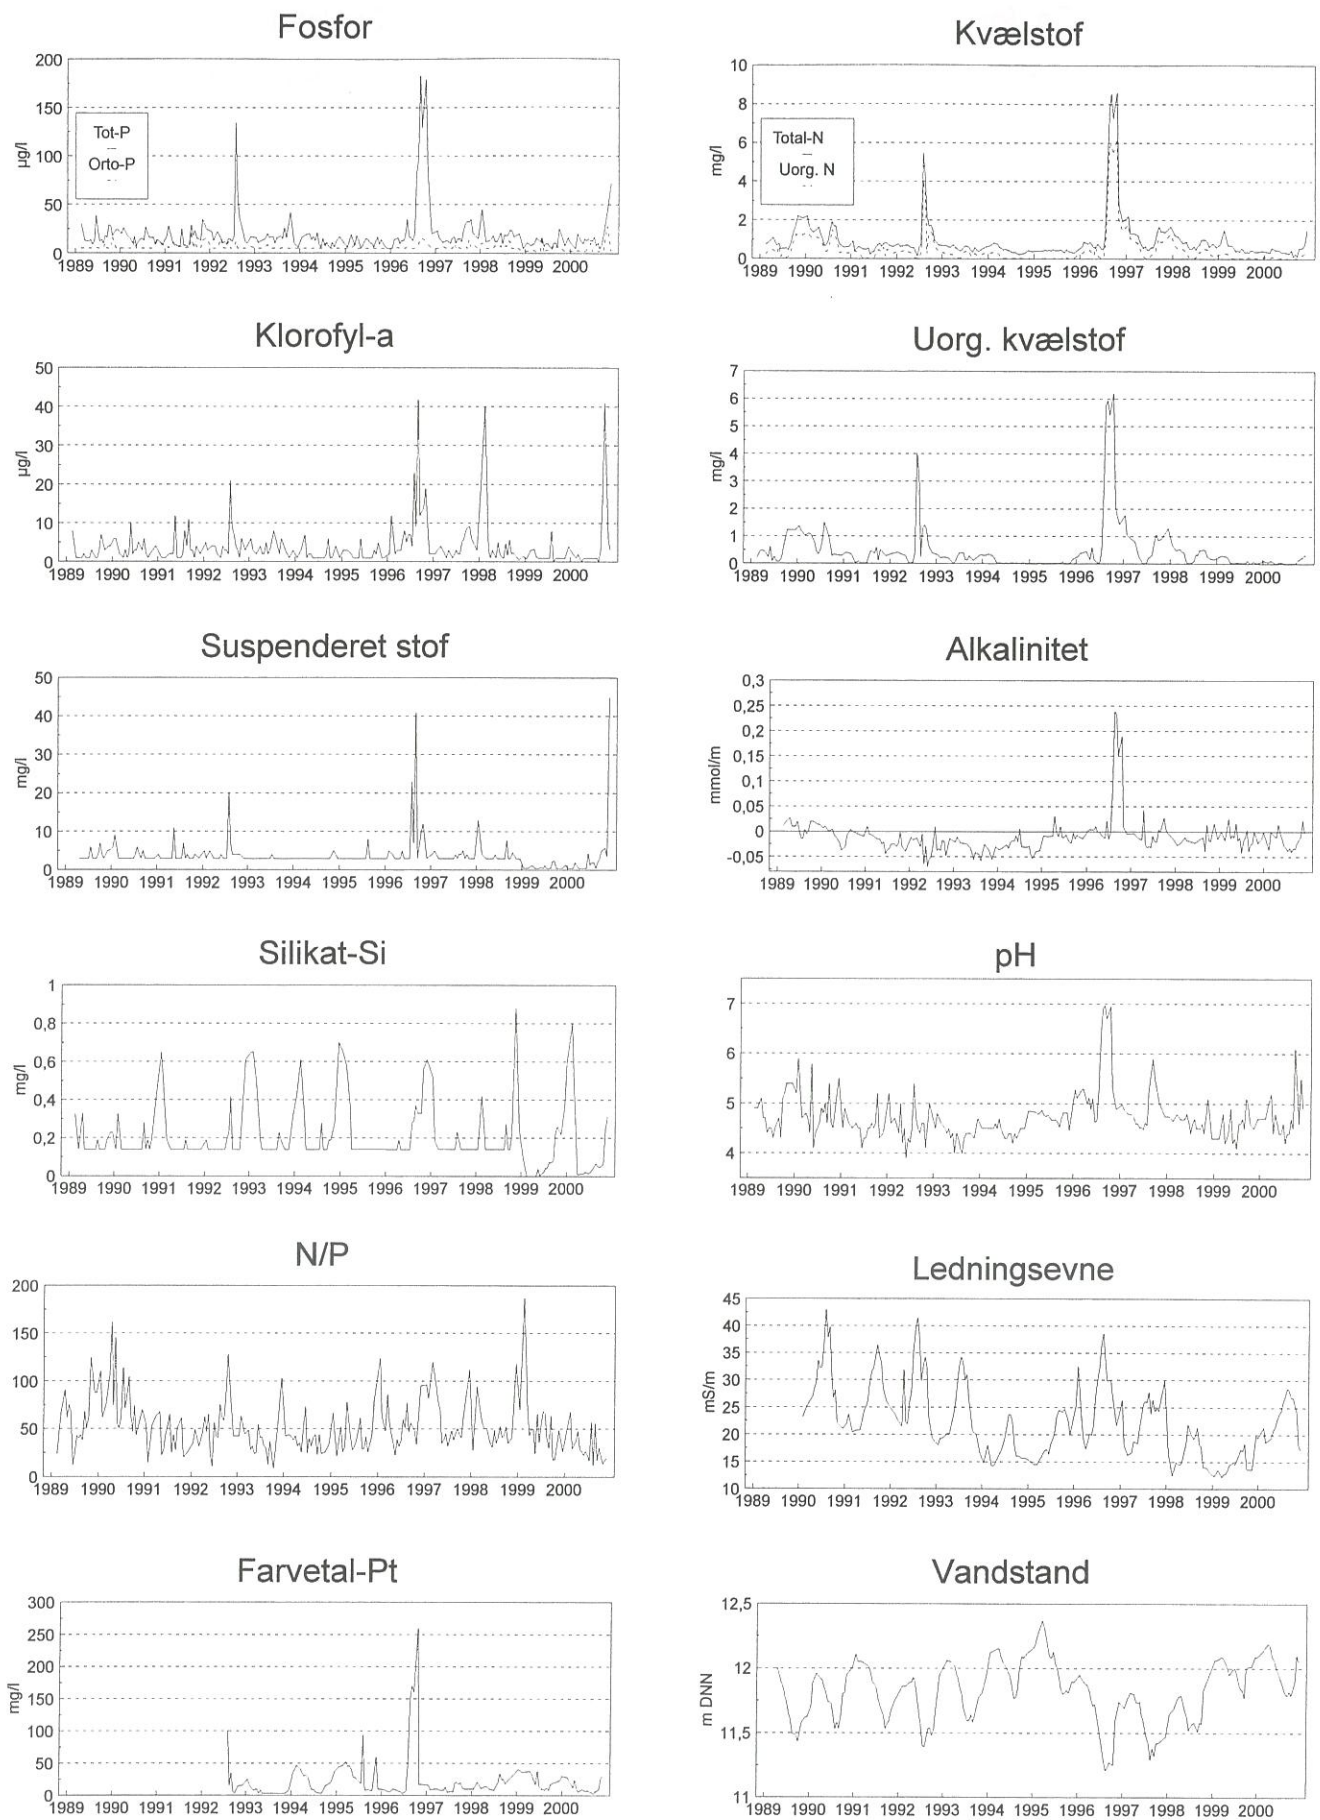 Fosfor
200
150
100
50
0
µg/l
Tot-P
Orto-P
1989 1990 1991 1992 1993 1994 1995 1996 1997 1998 1999 2000
Kvælstof
10
8
6
4
2
0
mg/l
Total-N
Uorg. N
1989 1990 1991 1992 1993 1994 1995 1996 1997 1998 1999 2000
Klorofyl-a
50
40
30
20
10
0
µg/l
1989 1990 1991 1992 1993 1994 1995 1996 1997 1998 1999 2000
Uorg. kvælstof
7
6
5
4
3
2
1
0
mg/l
1989 1990 1991 1992 1993 1994 1995 1996 1997 1998 1999 2000
Suspenderet stof
50
40
30
20
10
0
mg/l
1989 1990 1991 1992 1993 1994 1995 1996 1997 1998 1999 2000
Alkalinitet
0,3
0,25
0,2
0,15
0,1
0,05
0
-0,05
mmol/m
1989 1990 1991 1992 1993 1994 1995 1996 1997 1998 1999 2000
Silikat-Si
1
0,8
0,6
0,4
0,2
0
mg/l
1989 1990 1991 1992 1993 1994 1995 1996 1997 1998 1999 2000
pH
7
6
5
4
1989 1990 1991 1992 1993 1994 1995 1996 1997 1998 1999 2000
N/P
200
150
100
50
0
1989 1990 1991 1992 1993 1994 1995 1996 1997 1998 1999 2000
Ledningsevne
45
40
35
30
25
20
15
10
mS/m
1989 1990 1991 1992 1993 1994 1995 1996 1997 1998 1999 2000
Farvetal-Pt
300
250
200
150
100
50
0
mg/l
1989 1990 1991 1992 1993 1994 1995 1996 1997 1998 1999 2000
Vandstand
12,5
12
11,5
11
m DNN
1989 1990 1991 1992 1993 1994 1995 1996 1997 1998 1999 2000